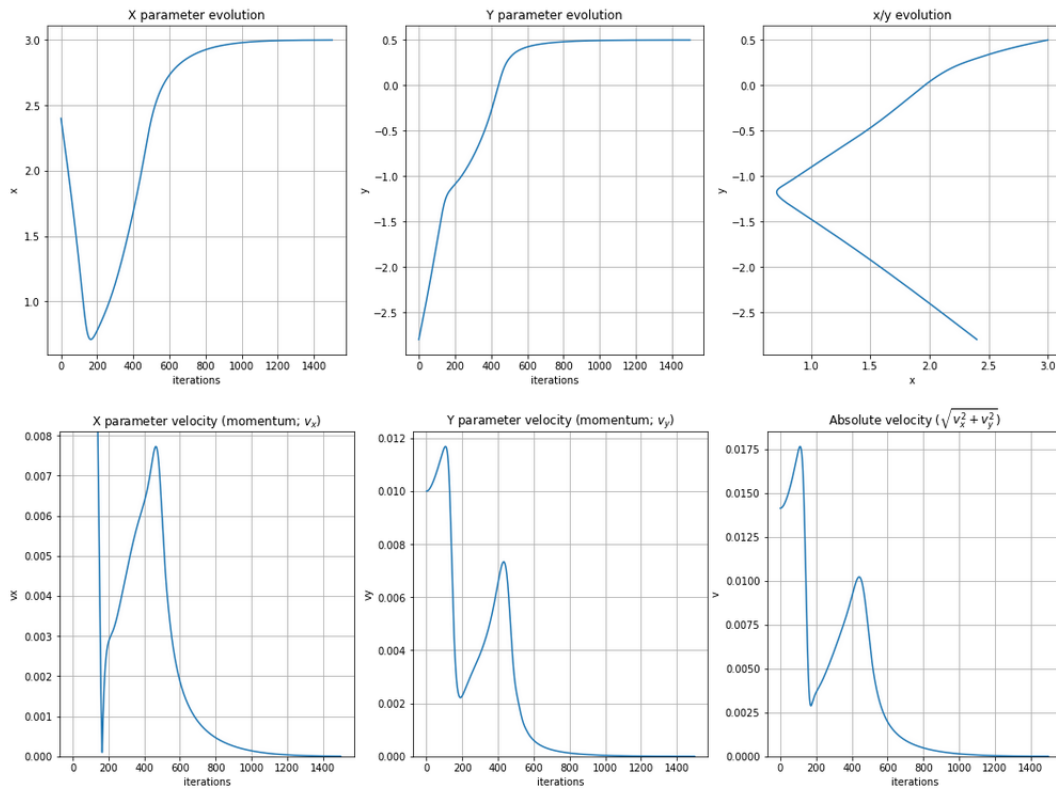 X parameter evolution
3.0
2.5
2.0
1.5
1.0
x
0 200 400 600 800 1000 1200 1400
iterations
Y parameter evolution
0.5
0.0
−0.5
−1.0
−1.5
−2.0
−2.5
y
0 200 400 600 800 1000 1200 1400
iterations
x/y evolution
0.5
0.0
−0.5
−1.0
−1.5
−2.0
−2.5
y
1.0 1.5 2.0 2.5 3.0
x
X parameter velocity (momentum; vₓ)
0.008
0.007
0.006
0.005
0.004
0.003
0.002
0.001
0.000
vx
0 200 400 600 800 1000 1200 1400
iterations
Y parameter velocity (momentum; v_y)
0.012
0.010
0.008
0.006
0.004
0.002
0.000
vy
0 200 400 600 800 1000 1200 1400
iterations
Absolute velocity (√vₓ² + v_y²)
0.0175
0.0150
0.0125
0.0100
0.0075
0.0050
0.0025
0.000
v
0 200 400 600 800 1000 1200 1400
iterations